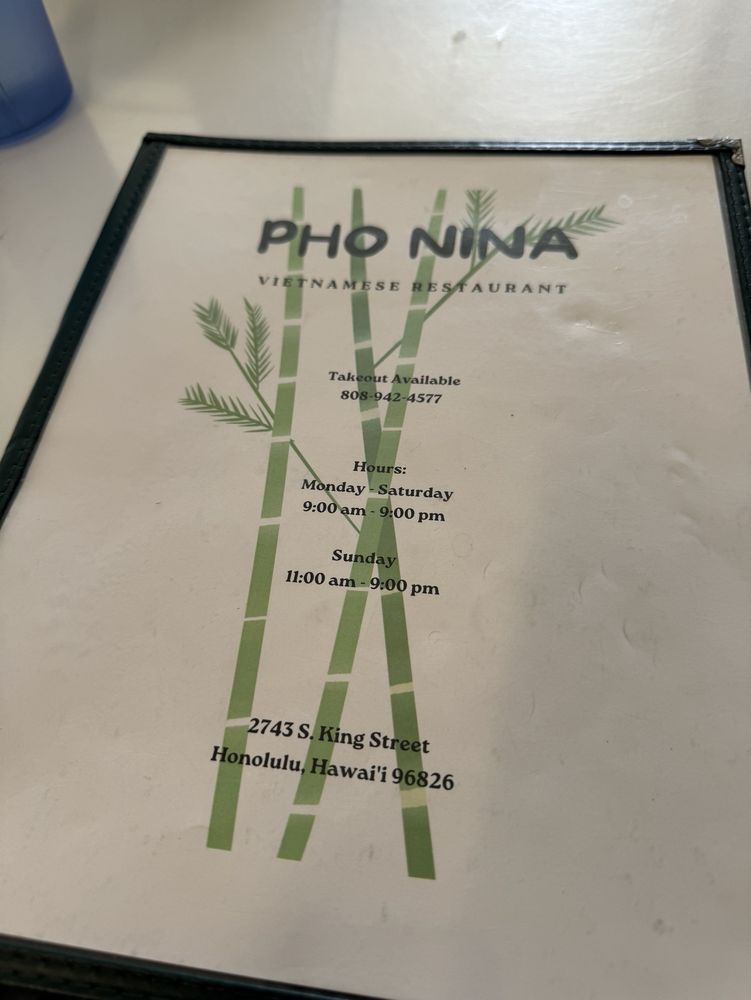 PHO NINA
VIETNAMESE RESTAURANT
Takeout Available
808-942-4577
Hours:
Monday - Saturday
9:00 am - 9:00 pm
Sunday
11:00 am - 9:00 pm
2743 S. King Street
Honolulu, Hawai'i 96826